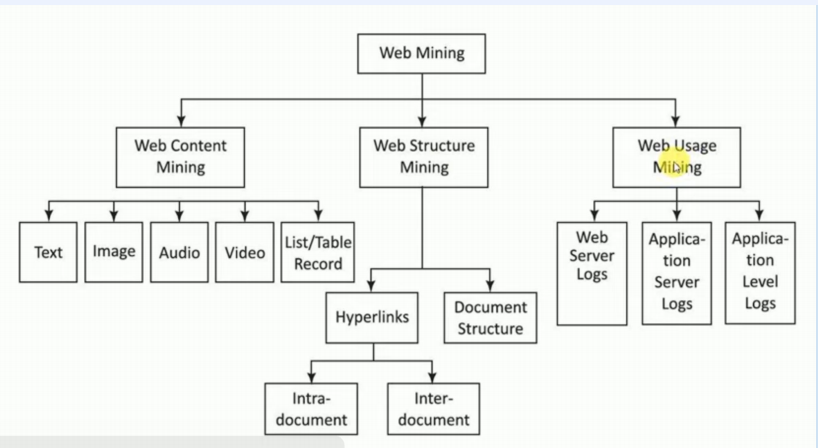 Web Mining
Web Content
Mining
Web Structure
Mining
Web Usage
Mining
Text
Image
Audio
Video
List/Table
Record
Web
Server
Logs
Applica-
tion
Server
Logs
Applica-
tion
Level
Logs
Hyperlinks
Document
Structure
Intra-
document
Inter-
document